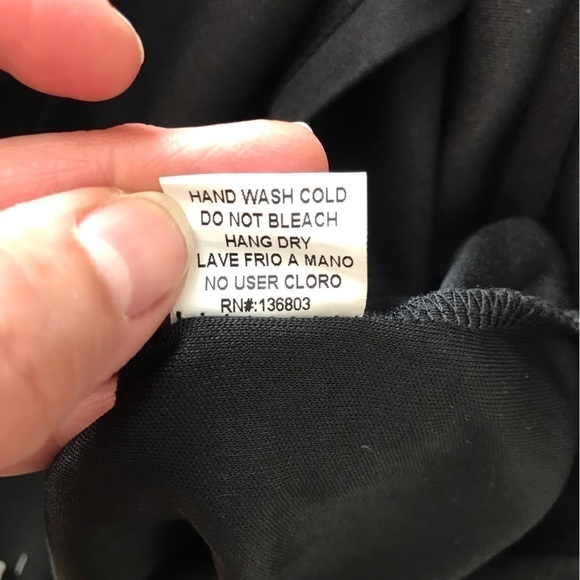 HAND WASH COLD
DO NOT BLEACH
HANG DRY
LAVE FRIO A MANO
NO USER CLORO
RN#:136803